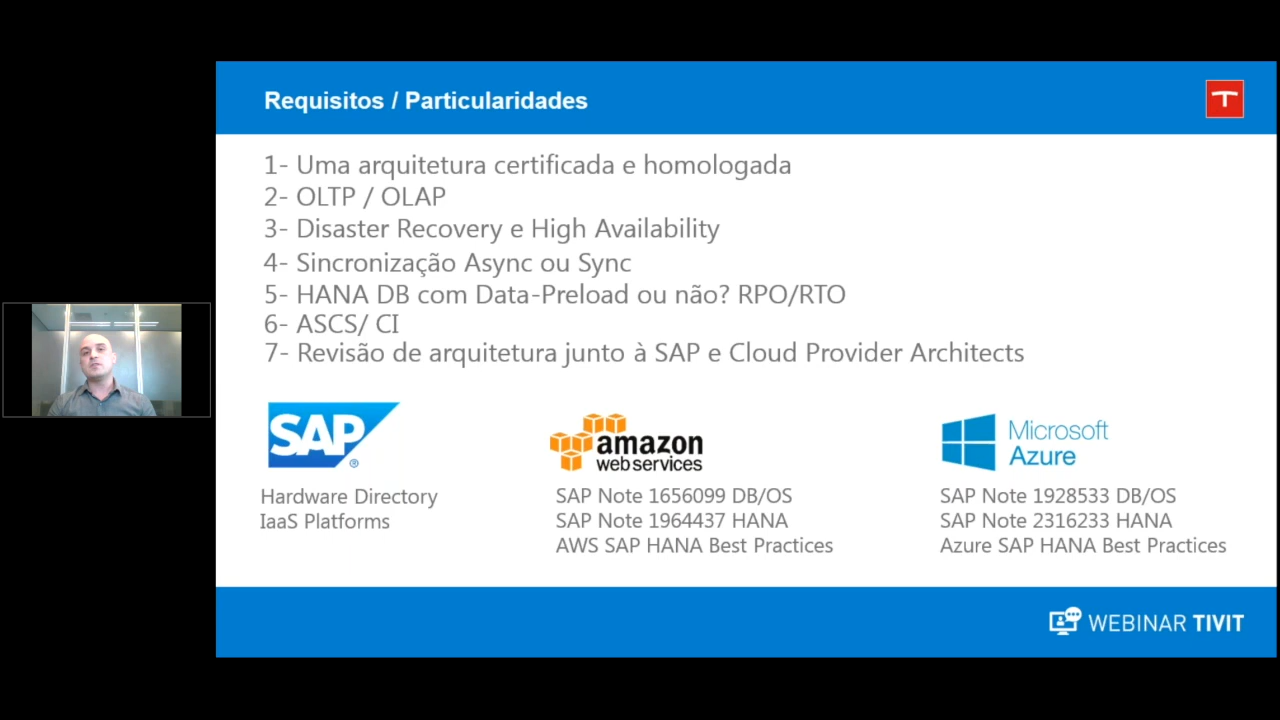 Requisitos / Particularidades
T
1- Uma arquitetura certificada e homologada
2- OLTP / OLAP
3- Disaster Recovery e High Availability
4- Sincronização Async ou Sync
5- HANA DB com Data-Preload ou não? RPO/RTO
6- ASCS/ CI
7- Revisão de arquitetura junto à SAP e Cloud Provider Architects
SAP®
Hardware Directory
IaaS Platforms
amazon
web services
SAP Note 1656099 DB/OS
SAP Note 1964437 HANA
AWS SAP HANA Best Practices
Microsoft
Azure
SAP Note 1928533 DB/OS
SAP Note 2316233 HANA
Azure SAP HANA Best Practices
WEBINAR TIVIT